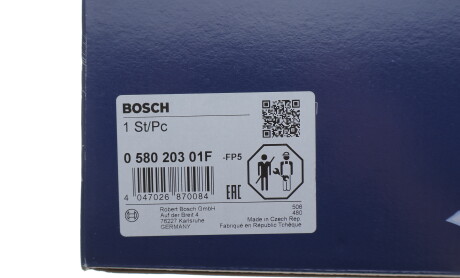 BOSCH
1 St/Pc
0 580 203 01F -FP5
4 047026 870084
EAC
Robert Bosch GmbH
Auf der Breit 4
76227 Karlsruhe
GERMANY
506
480
Made in Czech Rep.
Fabriqué en République Tchèque